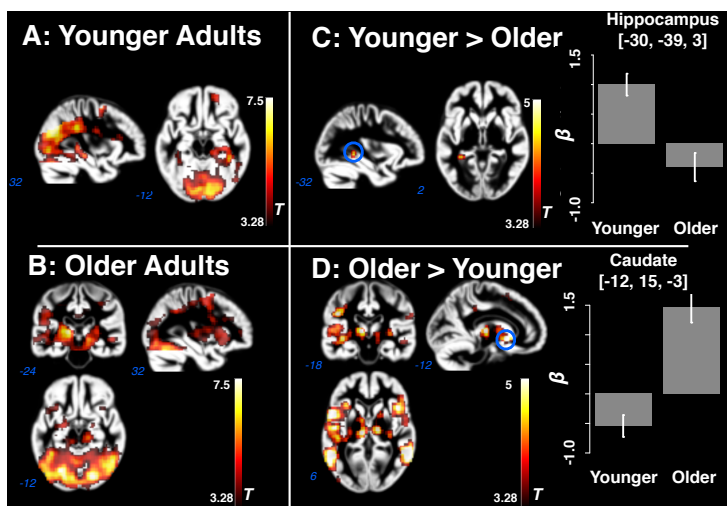 A: Younger Adults
32
-12
7.5
3.28
T
C: Younger > Older
-32
2
5
3.28
T
Hippocampus
[-30, -39, 3]
1.5
β
-1.0
Younger Older
B: Older Adults
-24
32
-12
7.5
3.28
T
D: Older > Younger
-18
-12
6
5
3.28
T
Caudate
[-12, 15, -3]
1.5
β
-1.0
Younger Older